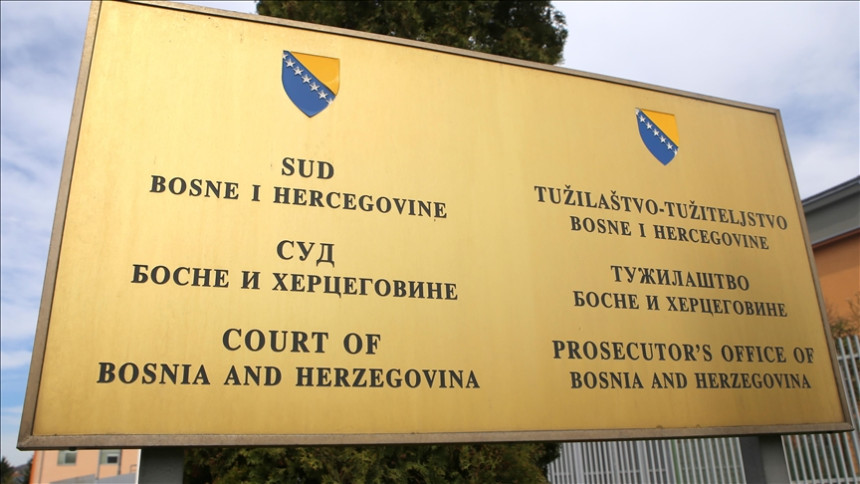 SUD
BOSNE I HERCEGOVINE
СУД
БОСНЕ И ХЕРЦЕГОВИНЕ
COURT OF
BOSNIA AND HERZEGOVINA
TUŽILAŠTVO-TUŽITELJSTVO
BOSNE I HERCEGOVINE
ТУЖИЛАШТВО
БОСНЕ И ХЕРЦЕГОВИНЕ
PROSECUTOR'S OFFICE OF
BOSNIA AND HERZEGOVINA